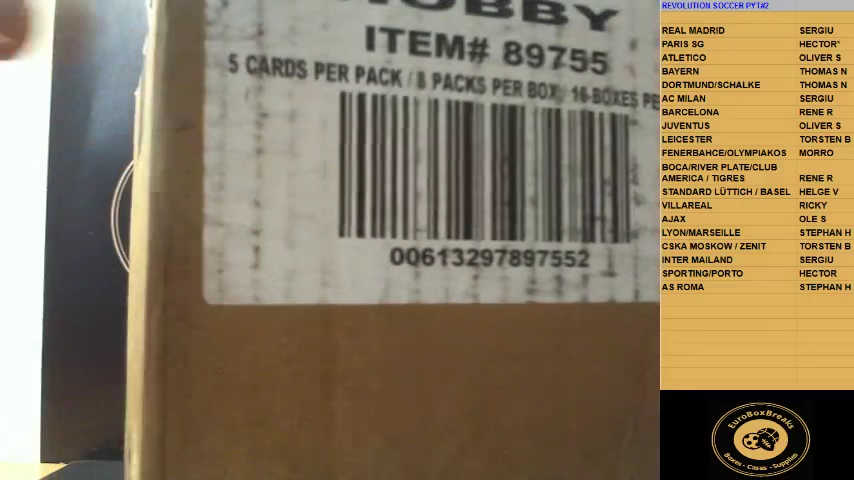 HOBBY
ITEM# 89755
5 CARDS PER PACK / 8 PACKS PER BOX/ 16 BOXES PE
00613297897552
REVOLUTION SOCCER PYT#2
REAL MADRID SERGIU
PARIS SG HECTOR*
ATLETICO OLIVER S
BAYERN THOMAS N
DORTMUND/SCHALKE THOMAS N
AC MILAN SERGIU
BARCELONA RENE R
JUVENTUS OLIVER S
LEICESTER TORSTEN B
FENERBAHCE/OLYMPIAKOS MORRO
BOCA/RIVER PLATE/CLUB
AMERICA / TIGRES RENE R
STANDARD LÜTTICH / BASEL HELGE V
VILLAREAL RICKY
AJAX OLE S
LYON/MARSEILLE STEPHAN H
CSKA MOSKOW / ZENIT TORSTEN B
INTER MAILAND SERGIU
SPORTING/PORTO HECTOR
AS ROMA STEPHAN H
EuroBoxBreaks
Boxes - Cases - Supplies